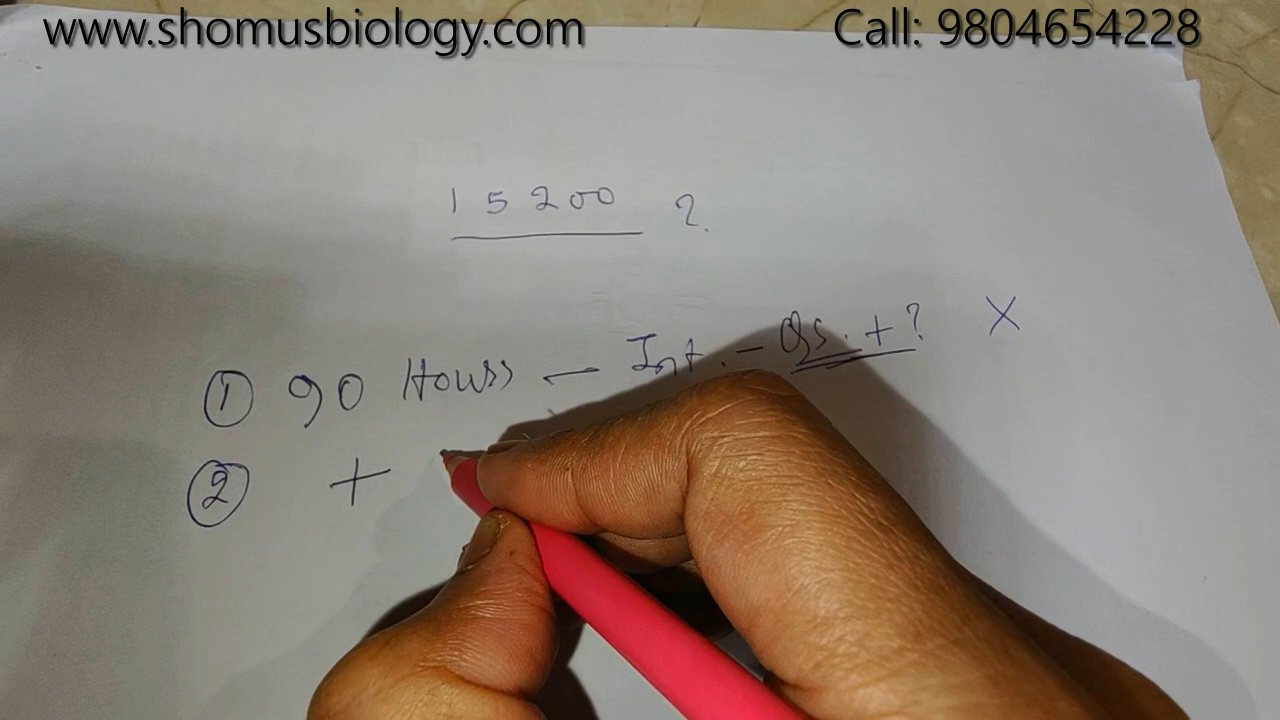 www.shomusbiology.com Call: 9804654228
15200 ?
① 90 Hours - Int. - Qs. + ? X
② +